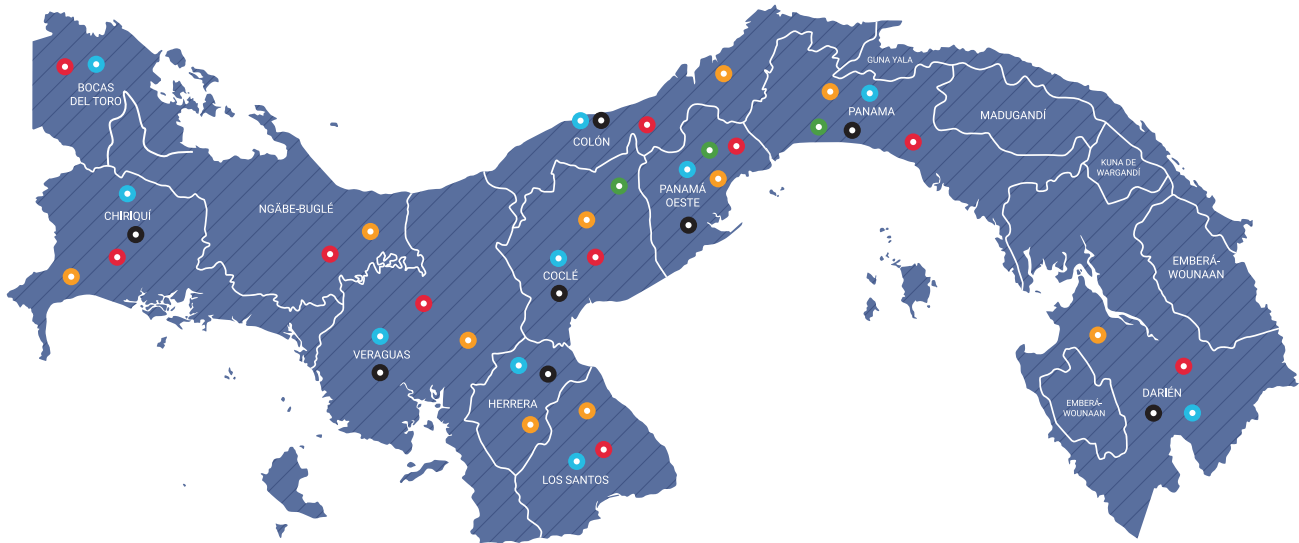 BOCAS
DEL TORO
CHIRIQUÍ
NGÄBE-BUGLÉ
VERAGUAS
HERRERA
LOS SANTOS
COCLÉ
COLÓN
PANAMÁ
OESTE
PANAMA
GUNA YALA
MADUGANDÍ
KUNA DE
WARGANDÍ
EMBERÁ-
WOUNAAN
DARIÉN
EMBERÁ-
WOUNAAN